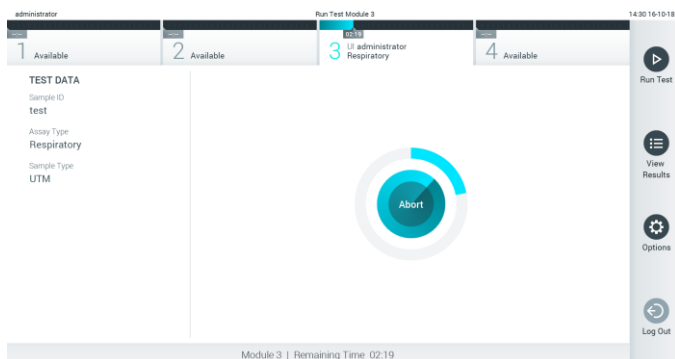 administrator
Run Test Module 3
14:30 16-10-18
--:--
1 Available
--:--
2 Available
02:19
3 UI administrator
Respiratory
--:--
4 Available
TEST DATA
Sample ID
test
Assay Type
Respiratory
Sample Type
UTM
Abort
Run Test
View
Results
Options
Log Out
Module 3 | Remaining Time 02:19